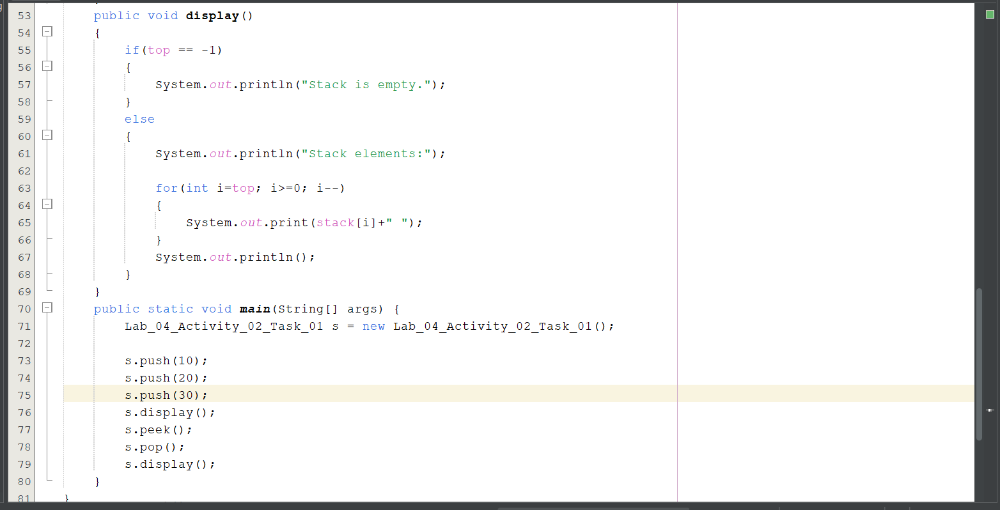 53 public void display()
54 {
55 if(top == -1)
56 {
57 System.out.println("Stack is empty.");
58 }
59 else
60 {
61 System.out.println("Stack elements:");
62
63 for(int i=top; i>=0; i--)
64 {
65 System.out.print(stack[i]+" ");
66 }
67 System.out.println();
68 }
69 }
70 public static void main(String[] args) {
71 Lab_04_Activity_02_Task_01 s = new Lab_04_Activity_02_Task_01();
72
73 s.push(10);
74 s.push(20);
75 s.push(30);
76 s.display();
77 s.peek();
78 s.pop();
79 s.display();
80 }
81 }